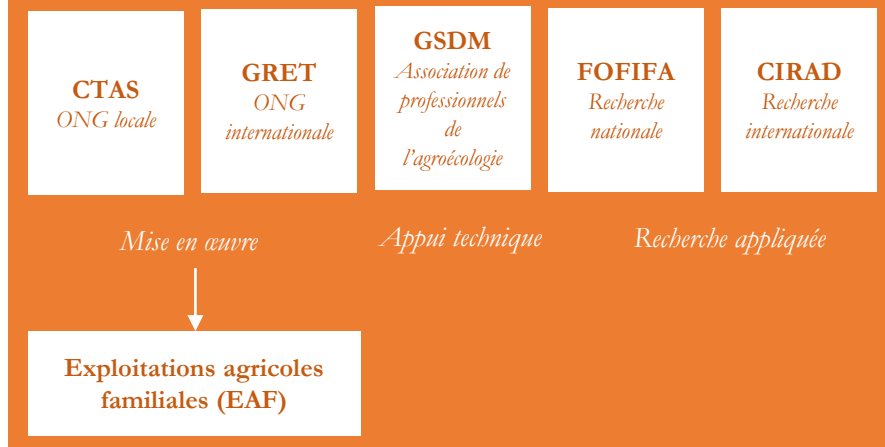 CTAS
ONG locale
GRET
ONG
internationale
GSDM
Association de
professionnels
de
l'agroécologie
FOFIFA
Recherche
nationale
CIRAD
Recherche
internationale
Mise en œuvre
Appui technique
Recherche appliquée
Exploitations agricoles
familiales (EAF)